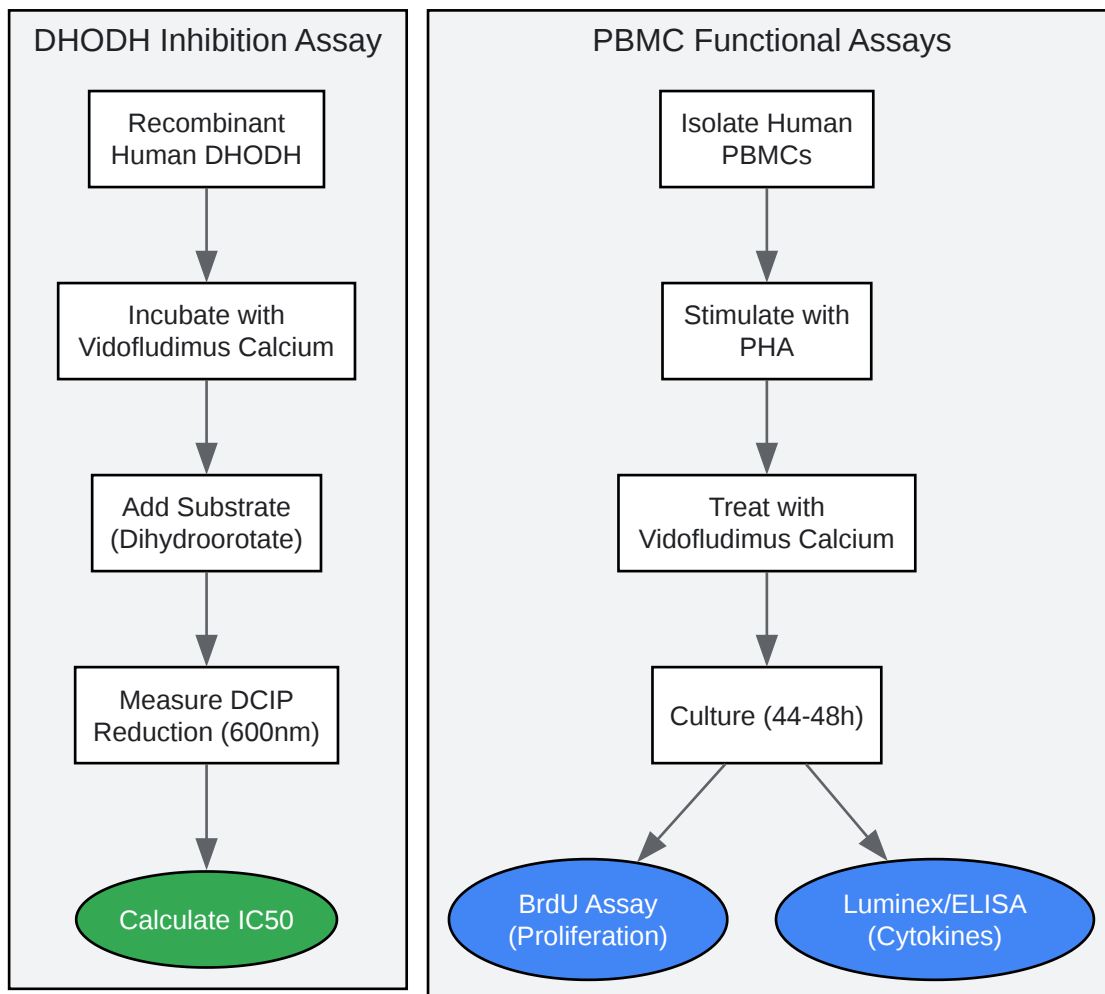 DHODH Inhibition Assay
Recombinant
Human DHODH
Incubate with
Vidofludimus Calcium
Add Substrate
(Dihydroorotate)
Measure DCIP
Reduction (600nm)
Calculate IC50
PBMC Functional Assays
Isolate Human
PBMCs
Stimulate with
PHA
Treat with
Vidofludimus Calcium
Culture (44-48h)
BrdU Assay
(Proliferation)
Luminex/ELISA
(Cytokines)